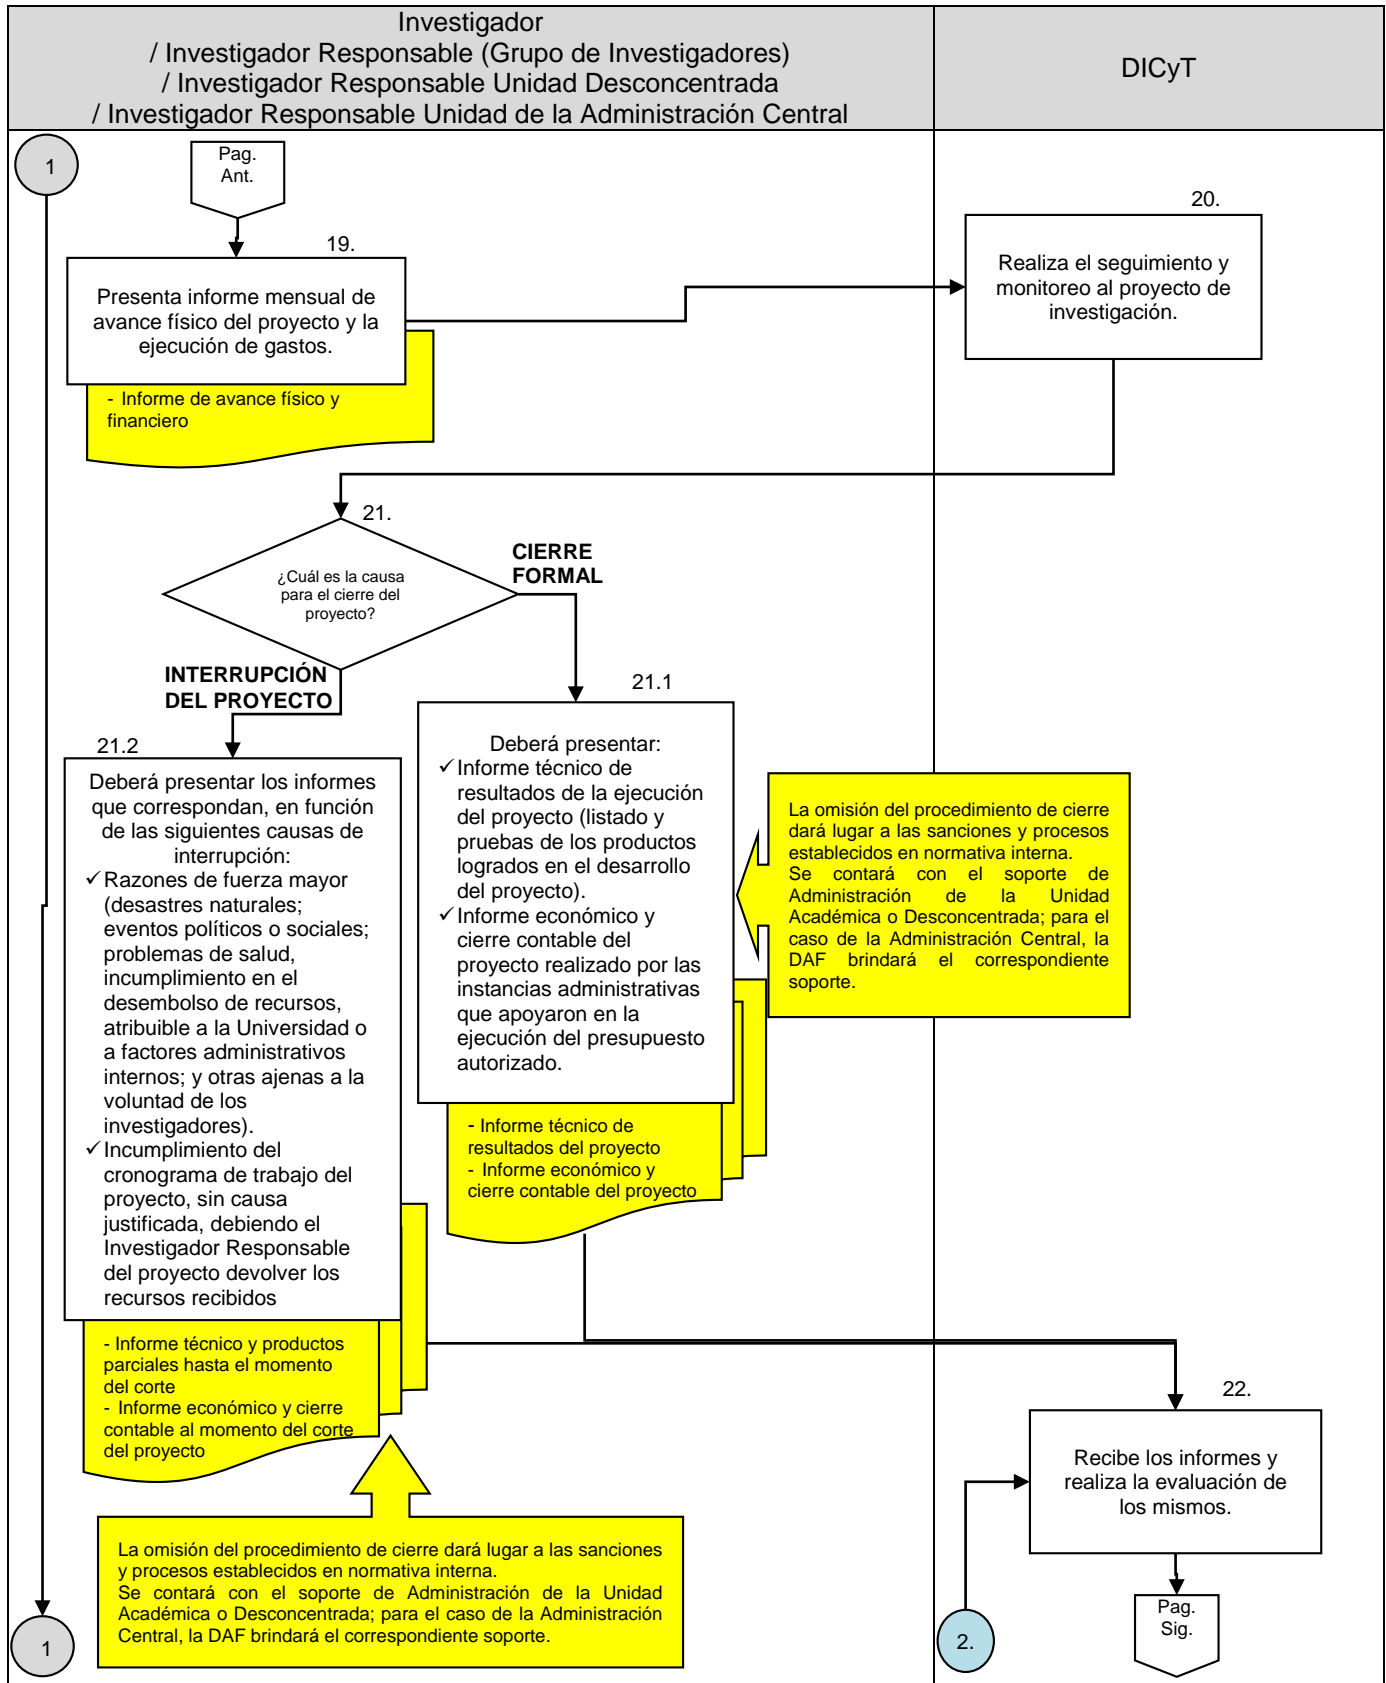 Investigador
/ Investigador Responsable (Grupo de Investigadores)
/ Investigador Responsable Unidad Desconcentrada
/ Investigador Responsable Unidad de la Administración Central
DICyT
1
Pag.
Ant.
19.
Presenta informe mensual de
avance físico del proyecto y la
ejecución de gastos.
- Informe de avance físico y
financiero
20.
Realiza el seguimiento y
monitoreo al proyecto de
investigación.
21.
¿Cuál es la causa
para el cierre del
proyecto?
CIERRE
FORMAL
INTERRUPCIÓN
DEL PROYECTO
21.1
Deberá presentar:
✓Informe técnico de
resultados de la ejecución
del proyecto (listado y
pruebas de los productos
logrados en el desarrollo
del proyecto).
✓Informe económico y
cierre contable del
proyecto realizado por las
instancias administrativas
que apoyaron en la
ejecución del presupuesto
autorizado.
- Informe técnico de
resultados del proyecto
- Informe económico y
cierre contable del proyecto
La omisión del procedimiento de cierre
dará lugar a las sanciones y procesos
establecidos en normativa interna.
Se contará con el soporte de
Administración de la Unidad
Académica o Desconcentrada; para el
caso de la Administración Central, la
DAF brindará el correspondiente
soporte.
21.2
Deberá presentar los informes
que correspondan, en función
de las siguientes causas de
interrupción:
✓Razones de fuerza mayor
(desastres naturales;
eventos políticos o sociales;
problemas de salud,
incumplimiento en el
desembolso de recursos,
atribuible a la Universidad o
a factores administrativos
internos; y otras ajenas a la
voluntad de los
investigadores).
✓Incumplimiento del
cronograma de trabajo del
proyecto, sin causa
justificada, debiendo el
Investigador Responsable
del proyecto devolver los
recursos recibidos
- Informe técnico y productos
parciales hasta el momento
del corte
- Informe económico y cierre
contable al momento del corte
del proyecto
La omisión del procedimiento de cierre dará lugar a las sanciones
y procesos establecidos en normativa interna.
Se contará con el soporte de Administración de la Unidad
Académica o Desconcentrada; para el caso de la Administración
Central, la DAF brindará el correspondiente soporte.
22.
Recibe los informes y
realiza la evaluación de
los mismos.
1
2.
Pag.
Sig.